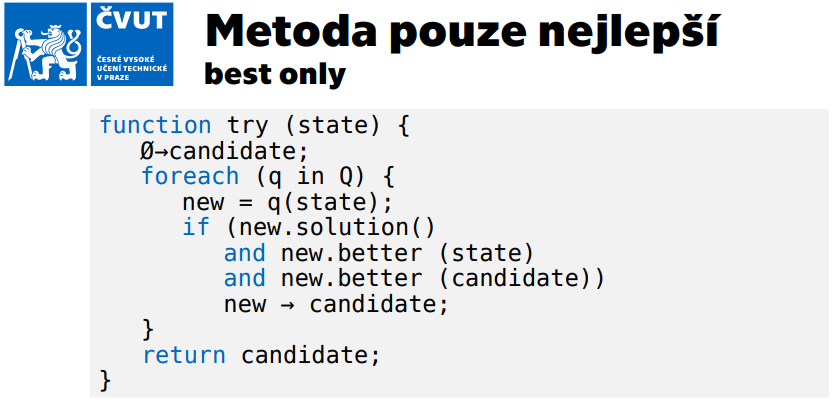 ČVUT
ČESKÉ VYSOKÉ
UČENÍ TECHNICKÉ
V PRAZE
Metoda pouze nejlepší
best only
function try (state) {
Ø→candidate;
foreach (q in Q) {
new = q(state);
if (new.solution()
and new.better (state)
and new.better (candidate))
new → candidate;
}
return candidate;
}